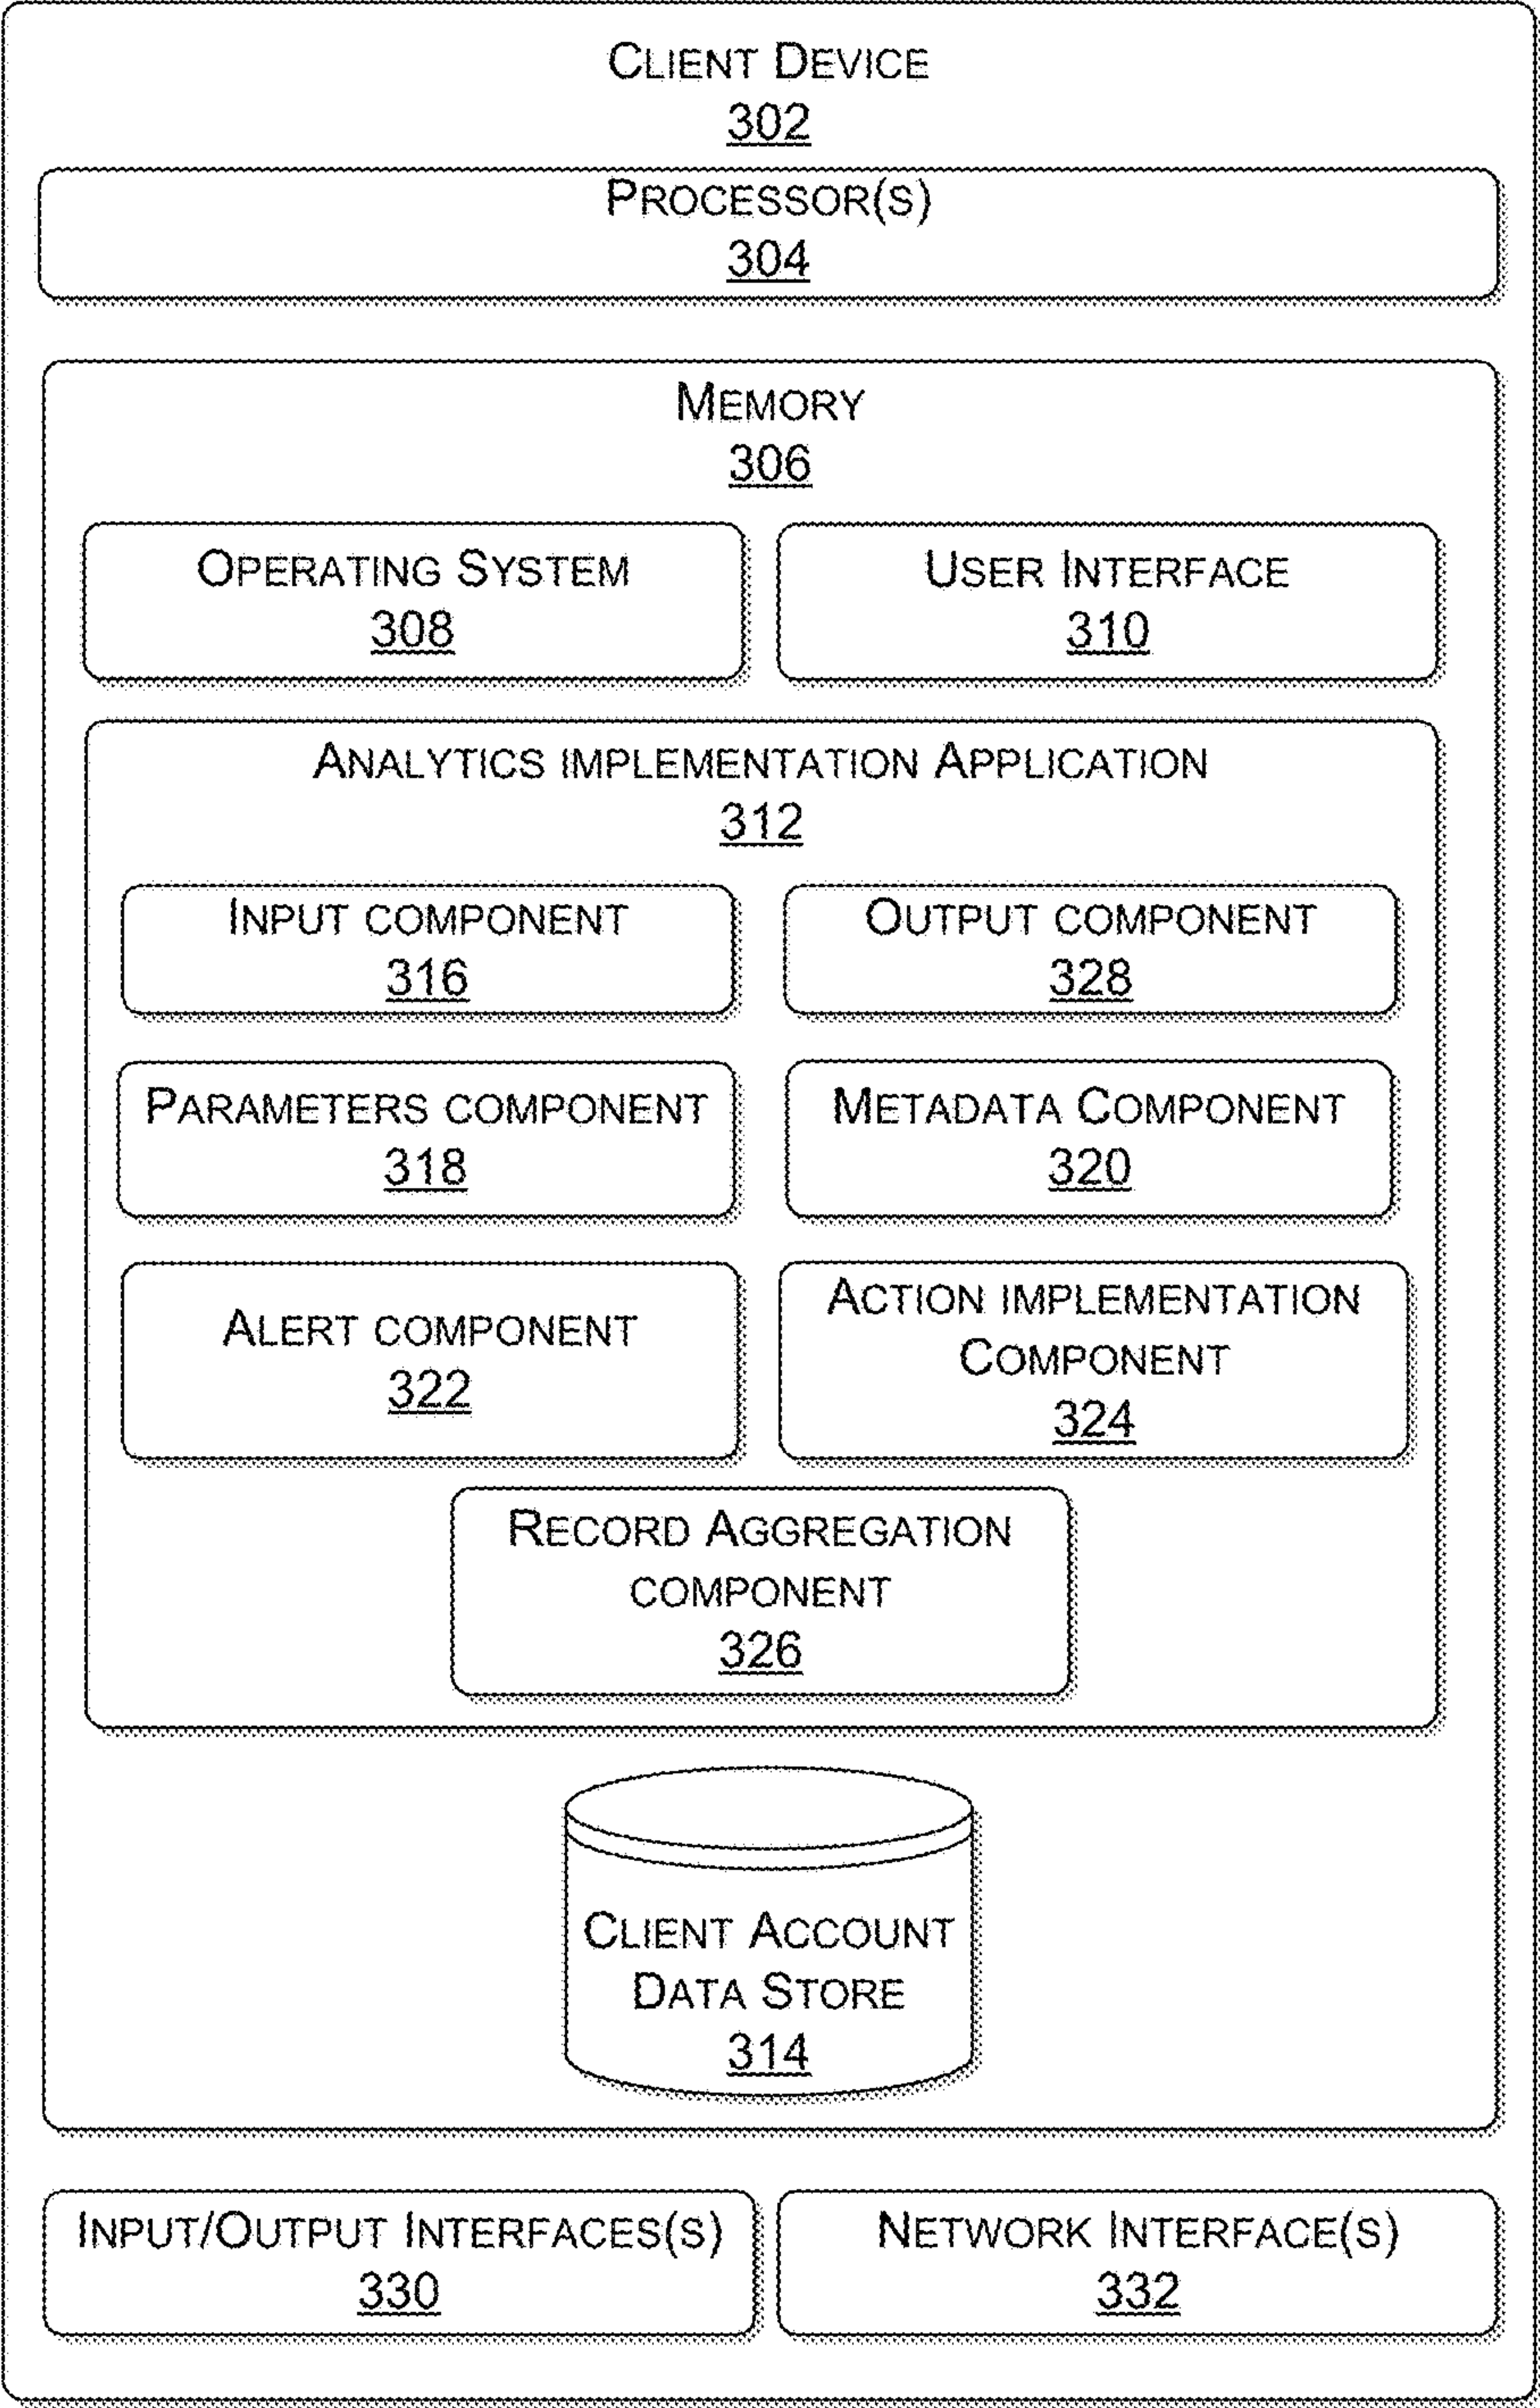 CLIENT DEVICE
302
PROCESSOR(S)
304
MEMORY
306
OPERATING SYSTEM
308
USER INTERFACE
310
ANALYTICS IMPLEMENTATION APPLICATION
312
INPUT COMPONENT
316
OUTPUT COMPONENT
328
PARAMETERS COMPONENT
318
METADATA COMPONENT
320
ALERT COMPONENT
322
ACTION IMPLEMENTATION
COMPONENT
324
RECORD AGGREGATION
COMPONENT
326
CLIENT ACCOUNT
DATA STORE
314
INPUT/OUTPUT INTERFACES(S)
330
NETWORK INTERFACE(S)
332